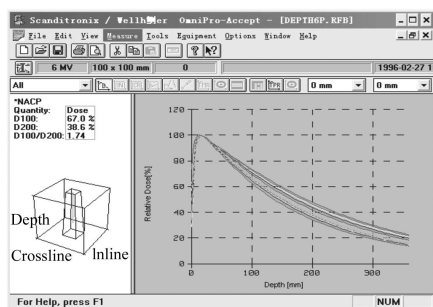 Scanditronix / Wellhöfer OmniPro-Accept - [DEPTH6P.RFB]
File Edit View Measure Tools Equipment Options Window Help
6 MV 100 x 100 mm 0 1996-02-27 1
All 0 mm 0 mm
*NACP
Quantity: Dose
D100: 67.0 %
D200: 38.6 %
D100/D200: 1.74
Depth
Crossline Inline
Relative Dose[%]
120
100
80
60
40
20
0
0 100 200 300
Depth [mm]
For Help, press F1 NUM